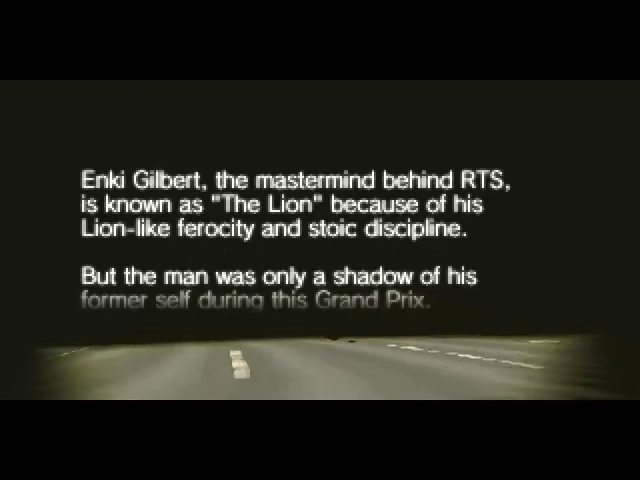 Enki Gilbert, the mastermind behind RTS,
is known as "The Lion" because of his
Lion-like ferocity and stoic discipline.
But the man was only a shadow of his
former self during this Grand Prix.